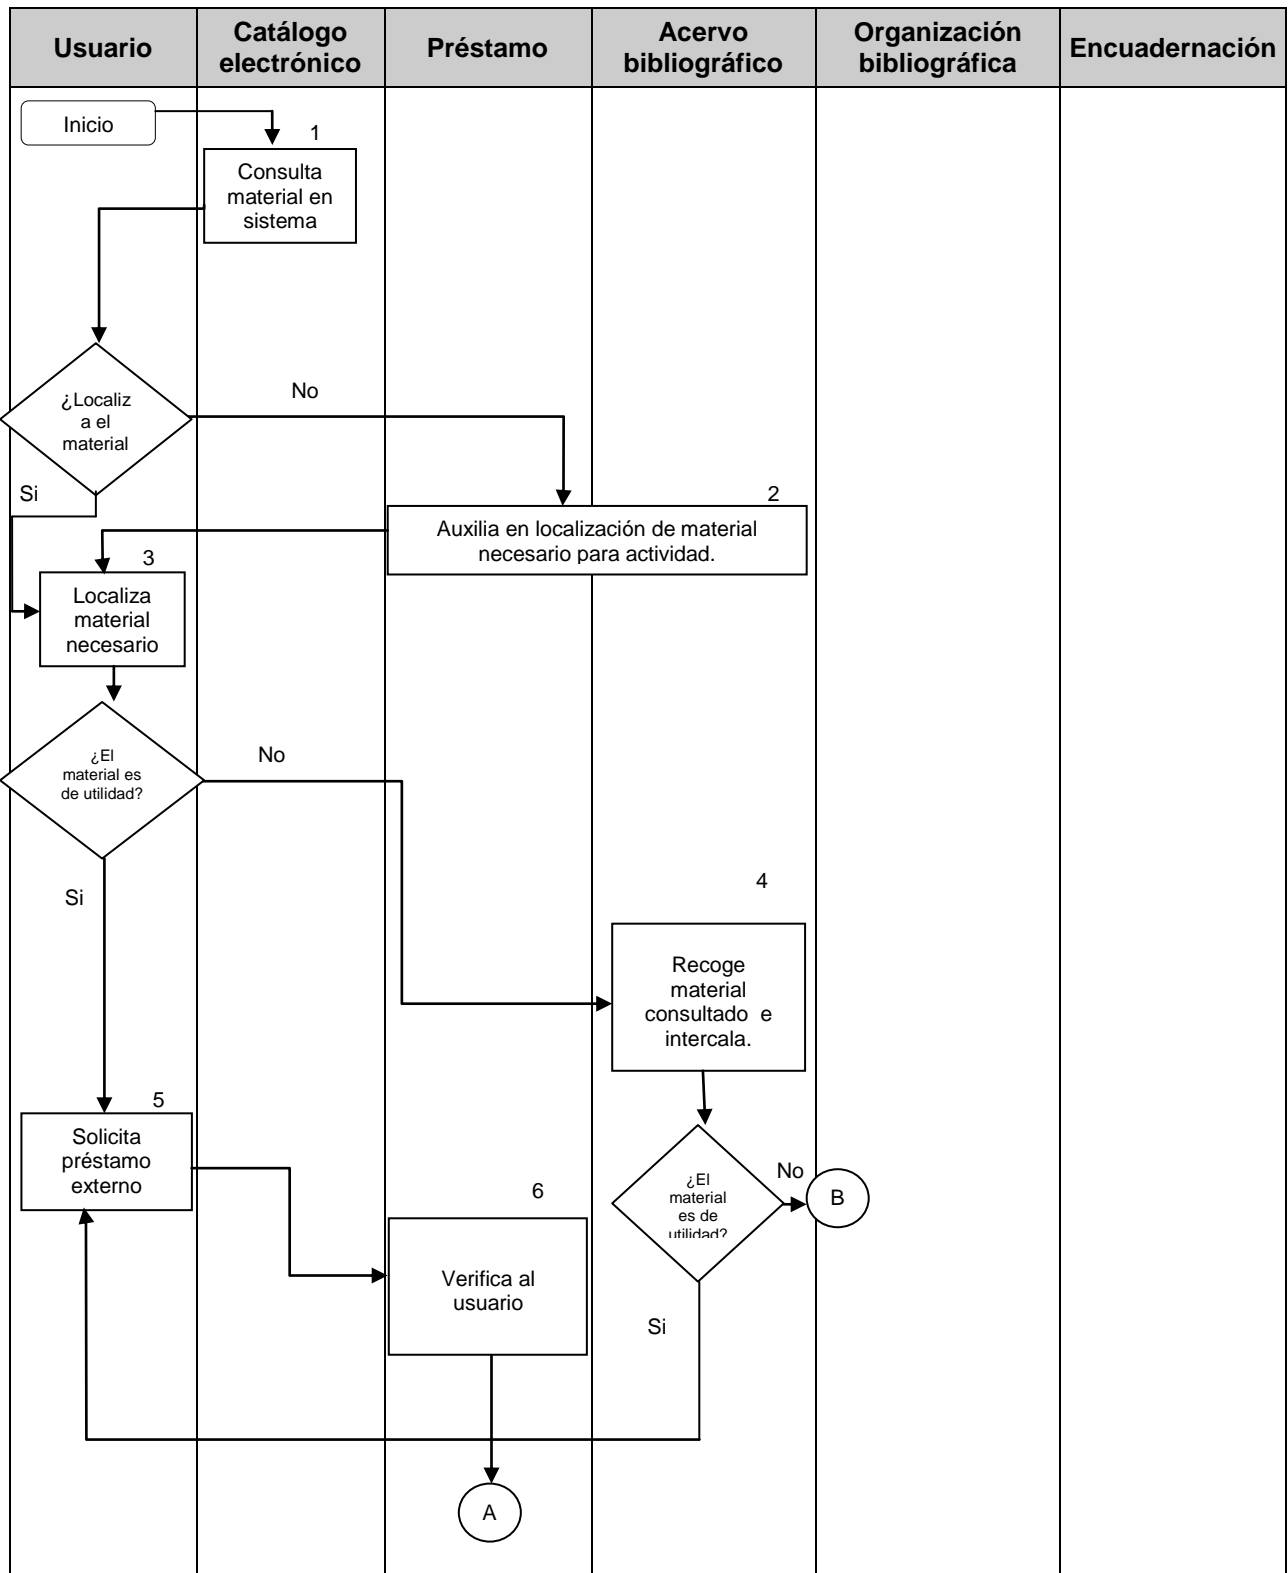 Usuario
Catálogo
electrónico
Préstamo
Acervo
bibliográfico
Organización
bibliográfica
Encuadernación
Inicio
1
Consulta
material en
sistema
¿Localiz
a el
material
No
Si
2
Auxilia en localización de material
necesario para actividad.
3
Localiza
material
necesario
¿El
material es
de utilidad?
No
Si
4
Recoge
material
consultado e
intercala.
5
Solicita
préstamo
externo
¿El
material
es de
utilidad?
No
B
6
Verifica al
usuario
Si
A